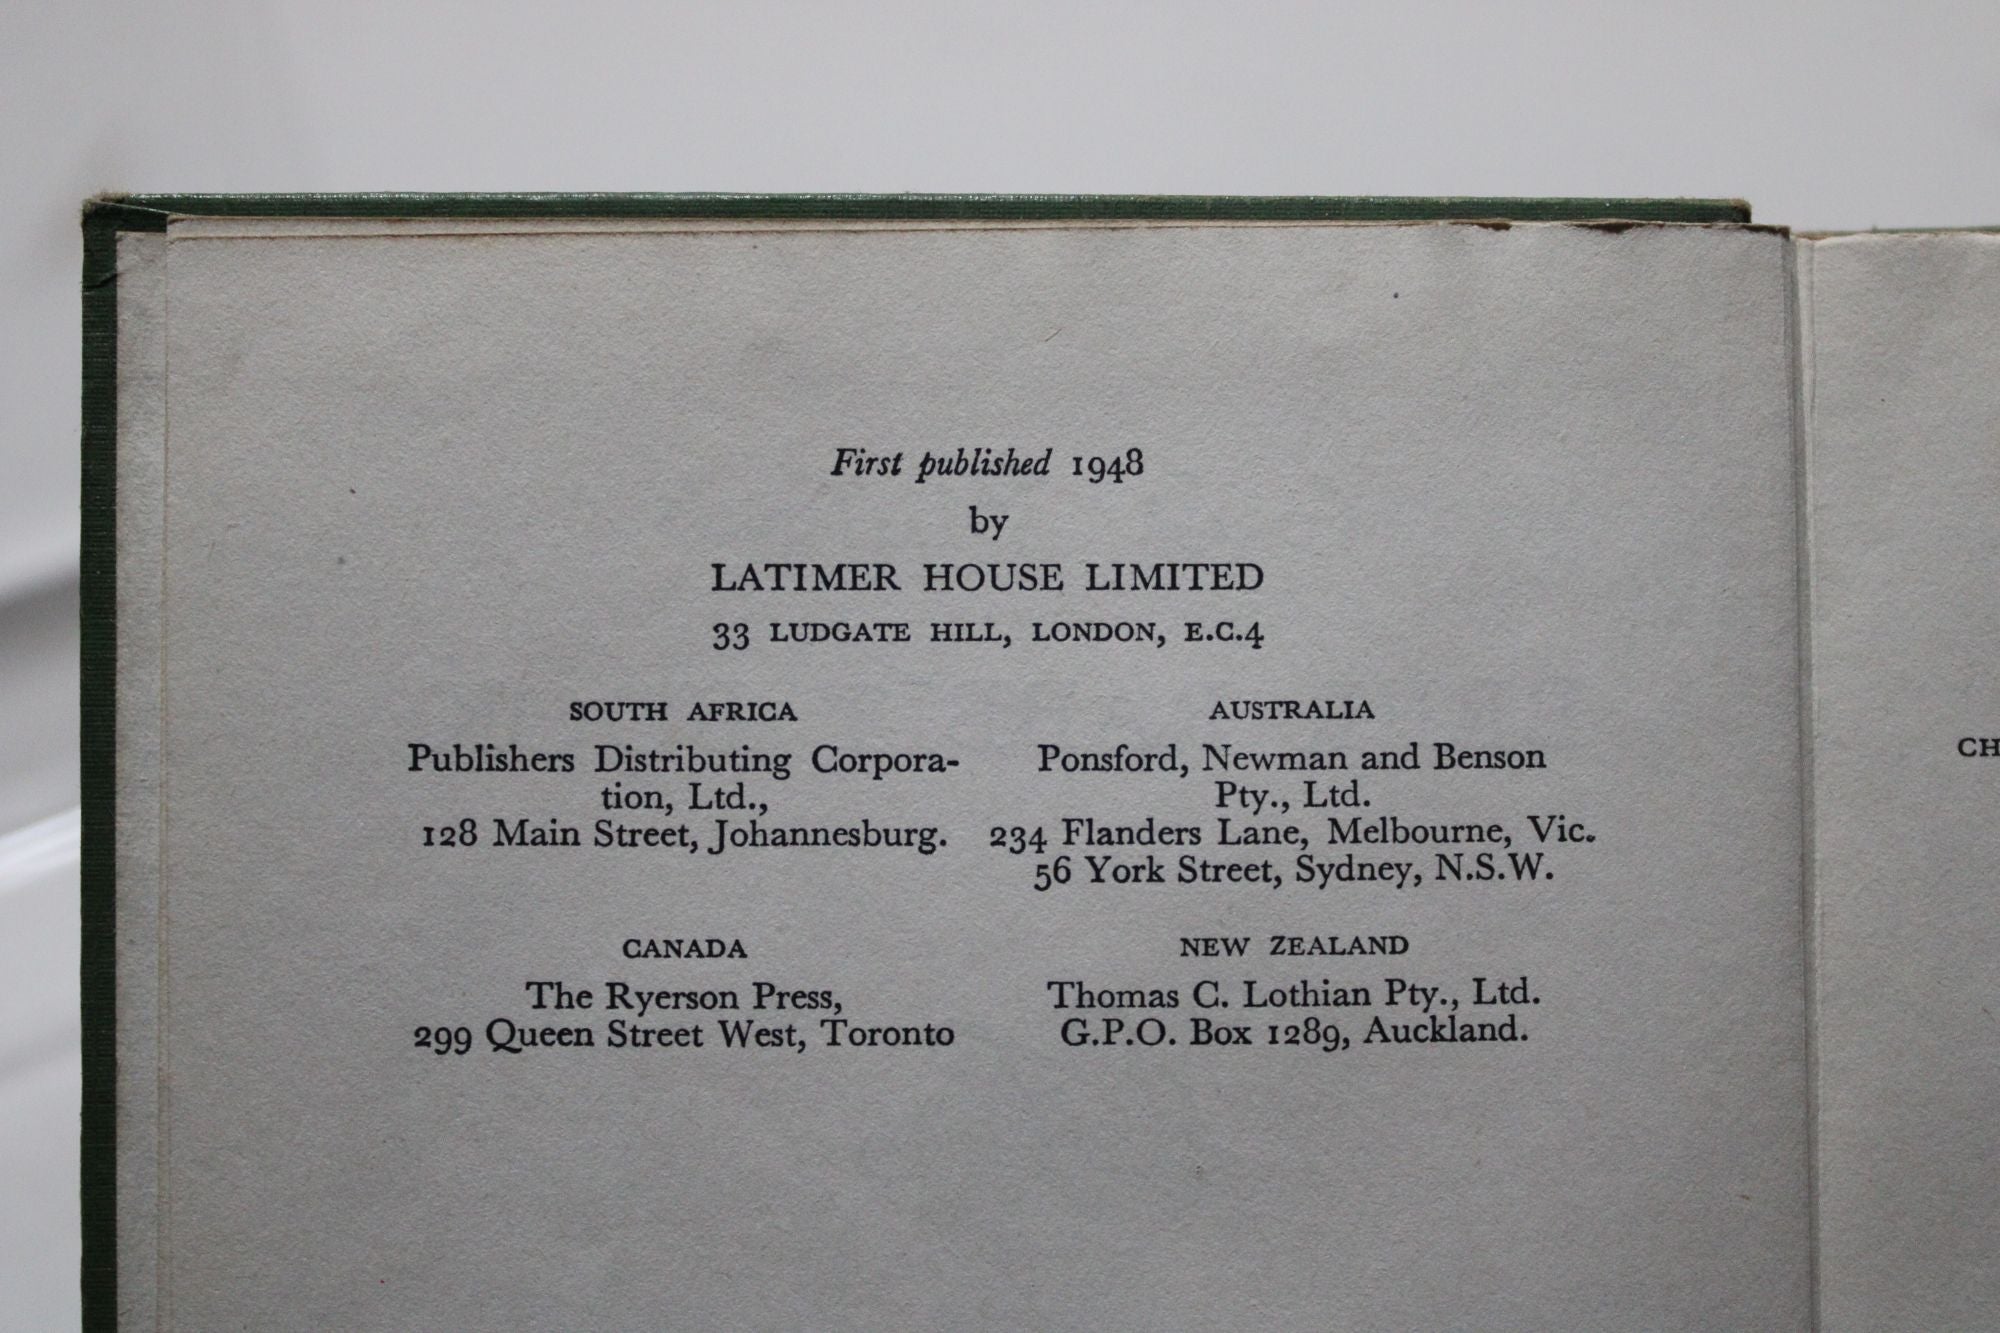 First published 1948
by
LATIMER HOUSE LIMITED
33 LUDGATE HILL, LONDON, E.C.4
SOUTH AFRICA
Publishers Distributing Corpora-
tion, Ltd.,
128 Main Street, Johannesburg.
AUSTRALIA
Ponsford, Newman and Benson
Pty., Ltd.
234 Flanders Lane, Melbourne, Vic.
56 York Street, Sydney, N.S.W.
CANADA
The Ryerson Press,
299 Queen Street West, Toronto
NEW ZEALAND
Thomas C. Lothian Pty., Ltd.
G.P.O. Box 1289, Auckland.
CH